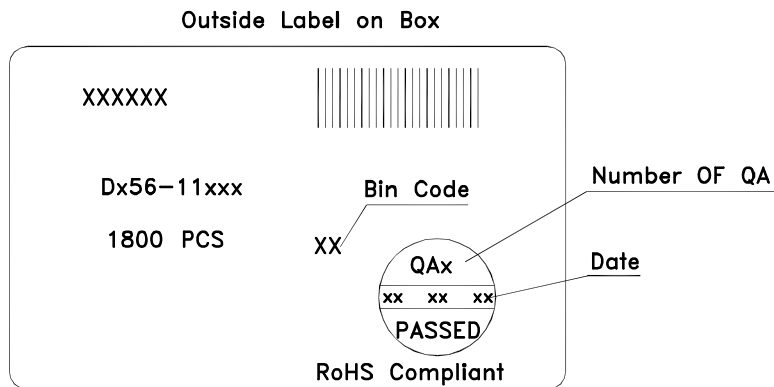 Outside Label on Box
XXXXXX
Dx56-11xxx
Bin Code
Number OF QA
1800 PCS
XX
QAx
Date
xx xx xx
PASSED
RoHS Compliant